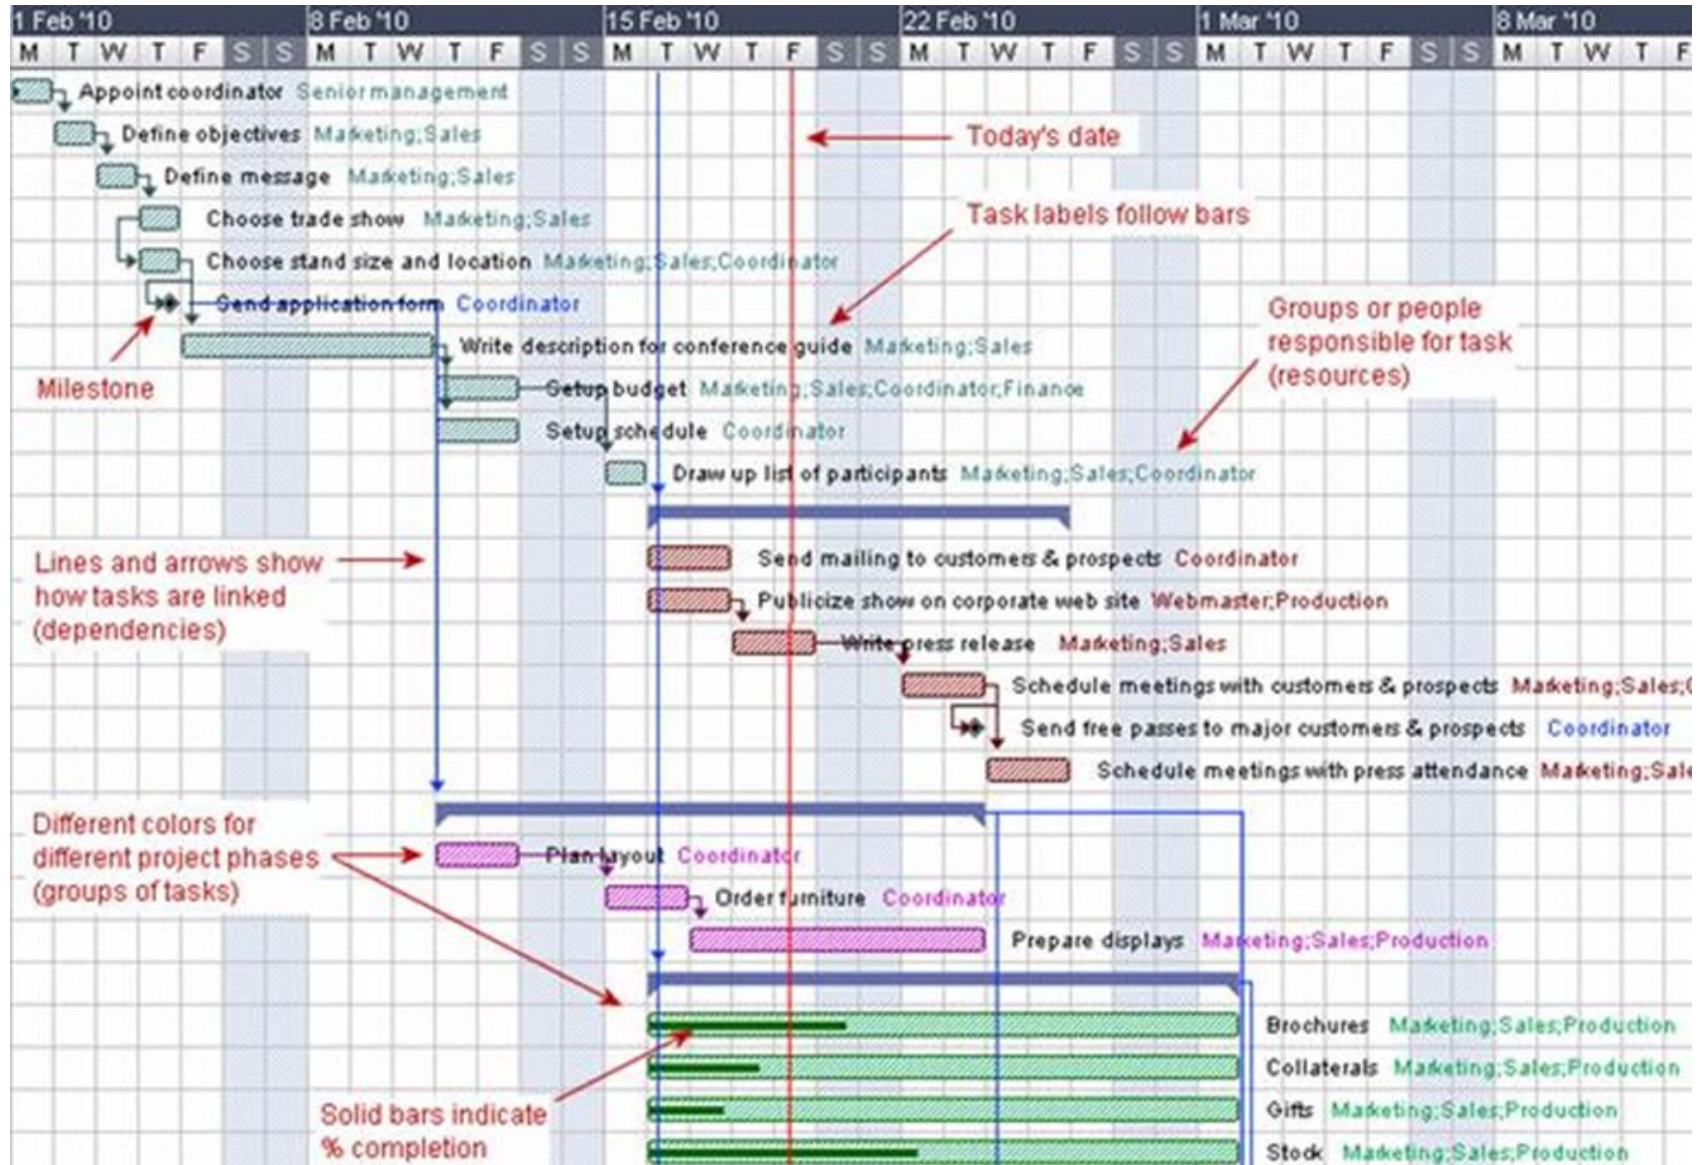 1 Feb '10 8 Feb '10 15 Feb '10 22 Feb '10 1 Mar '10 8 Mar '10
M T W T F S S M T W T F S S M T W T F S S M T W T F S S M T W T F S S M T W T F
Appoint coordinator Senior management
Define objectives Marketing;Sales
Today's date
Define message Marketing;Sales
Choose trade show Marketing;Sales
Task labels follow bars
Choose stand size and location Marketing;Sales;Coordinator
Send application form Coordinator
Groups or people
responsible for task
(resources)
Write description for conference guide Marketing;Sales
Milestone
Setup budget Marketing;Sales;Coordinator;Finance
Setup schedule Coordinator
Draw up list of participants Marketing;Sales;Coordinator
Lines and arrows show
how tasks are linked
(dependencies)
Send mailing to customers & prospects Coordinator
Publicize show on corporate web site Webmaster;Production
Write press release Marketing;Sales
Schedule meetings with customers & prospects Marketing;Sales;C
Send free passes to major customers & prospects Coordinator
Schedule meetings with press attendance Marketing;Sale
Different colors for
different project phases
(groups of tasks)
Plan layout Coordinator
Order furniture Coordinator
Prepare displays Marketing;Sales;Production
Brochures Marketing;Sales;Production
Collaterals Marketing;Sales;Production
Gifts Marketing;Sales;Production
Solid bars indicate
% completion
Stock Marketing;Sales;Production